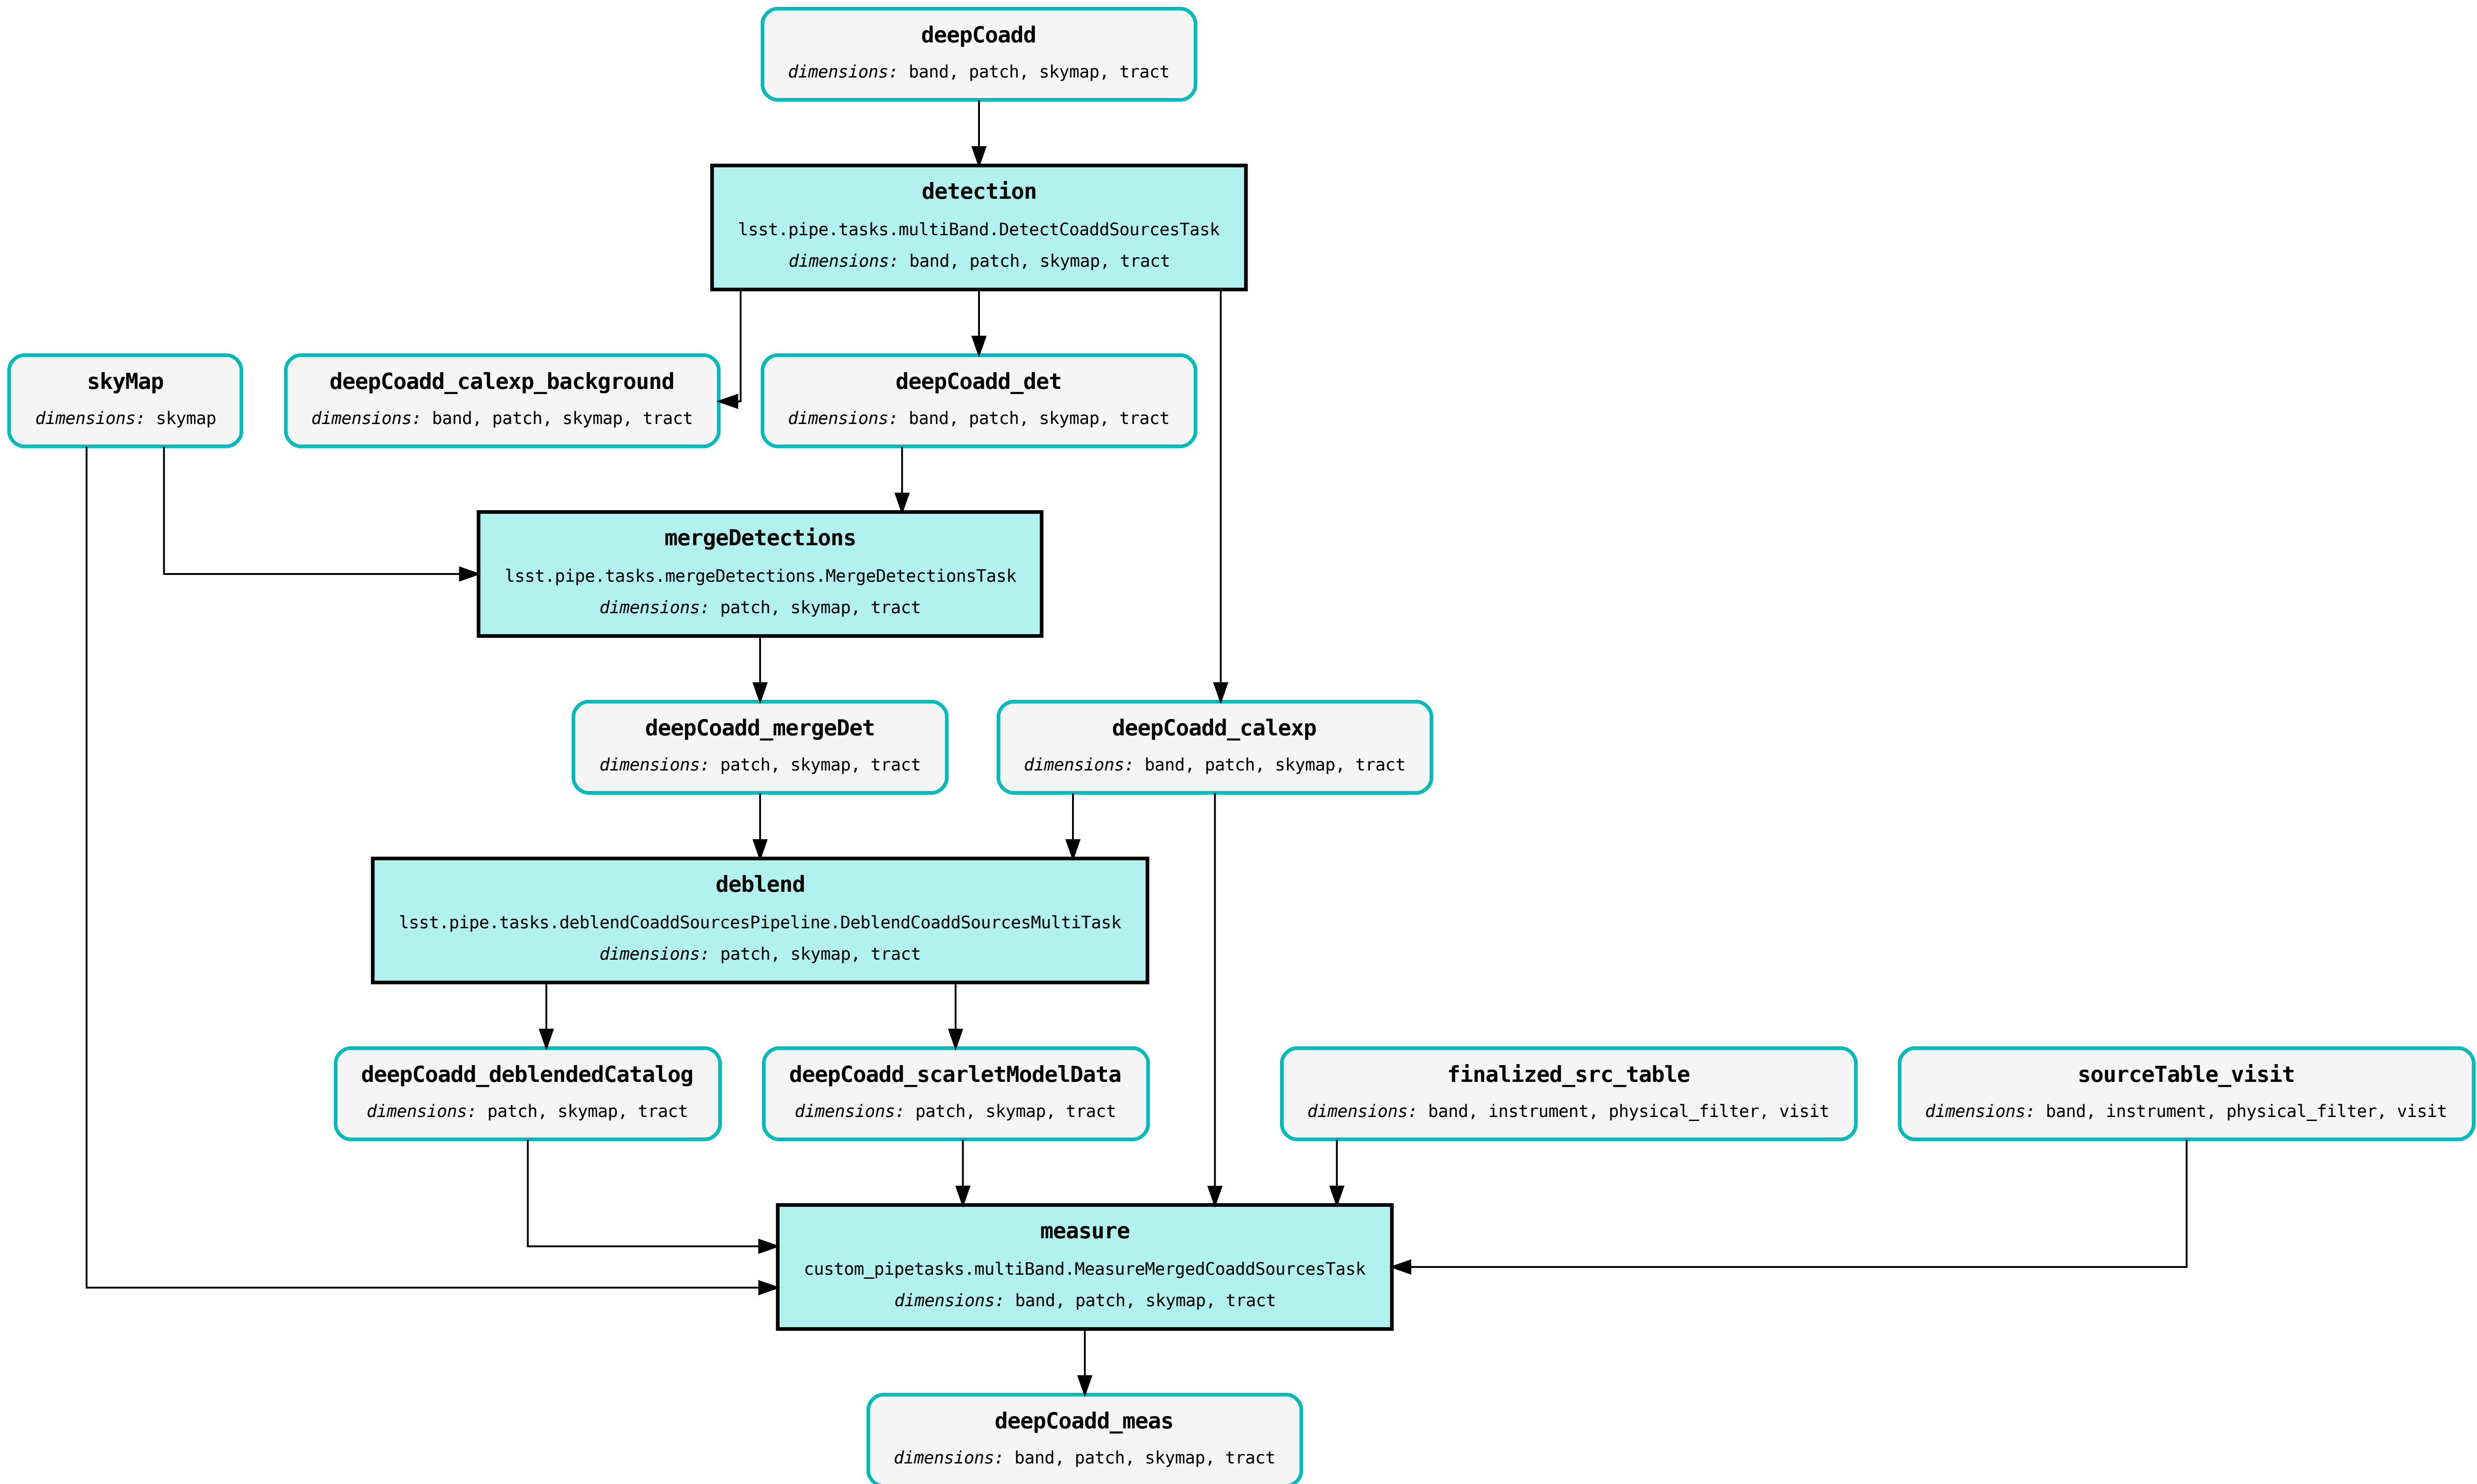 deepCoadd
dimensions: band, patch, skymap, tract
detection
lsst.pipe.tasks.multiBand.DetectCoaddSourcesTask
dimensions: band, patch, skymap, tract
skyMap
dimensions: skymap
deepCoadd_calexp_background
dimensions: band, patch, skymap, tract
deepCoadd_det
dimensions: band, patch, skymap, tract
mergeDetections
lsst.pipe.tasks.mergeDetections.MergeDetectionsTask
dimensions: patch, skymap, tract
deepCoadd_mergeDet
dimensions: patch, skymap, tract
deepCoadd_calexp
dimensions: band, patch, skymap, tract
deblend
lsst.pipe.tasks.deblendCoaddSourcesPipeline.DeblendCoaddSourcesMultiTask
dimensions: patch, skymap, tract
deepCoadd_deblendedCatalog
dimensions: patch, skymap, tract
deepCoadd_scarletModelData
dimensions: patch, skymap, tract
finalized_src_table
dimensions: band, instrument, physical_filter, visit
sourceTable_visit
dimensions: band, instrument, physical_filter, visit
measure
custom_pipetasks.multiBand.MeasureMergedCoaddSourcesTask
dimensions: band, patch, skymap, tract
deepCoadd_meas
dimensions: band, patch, skymap, tract